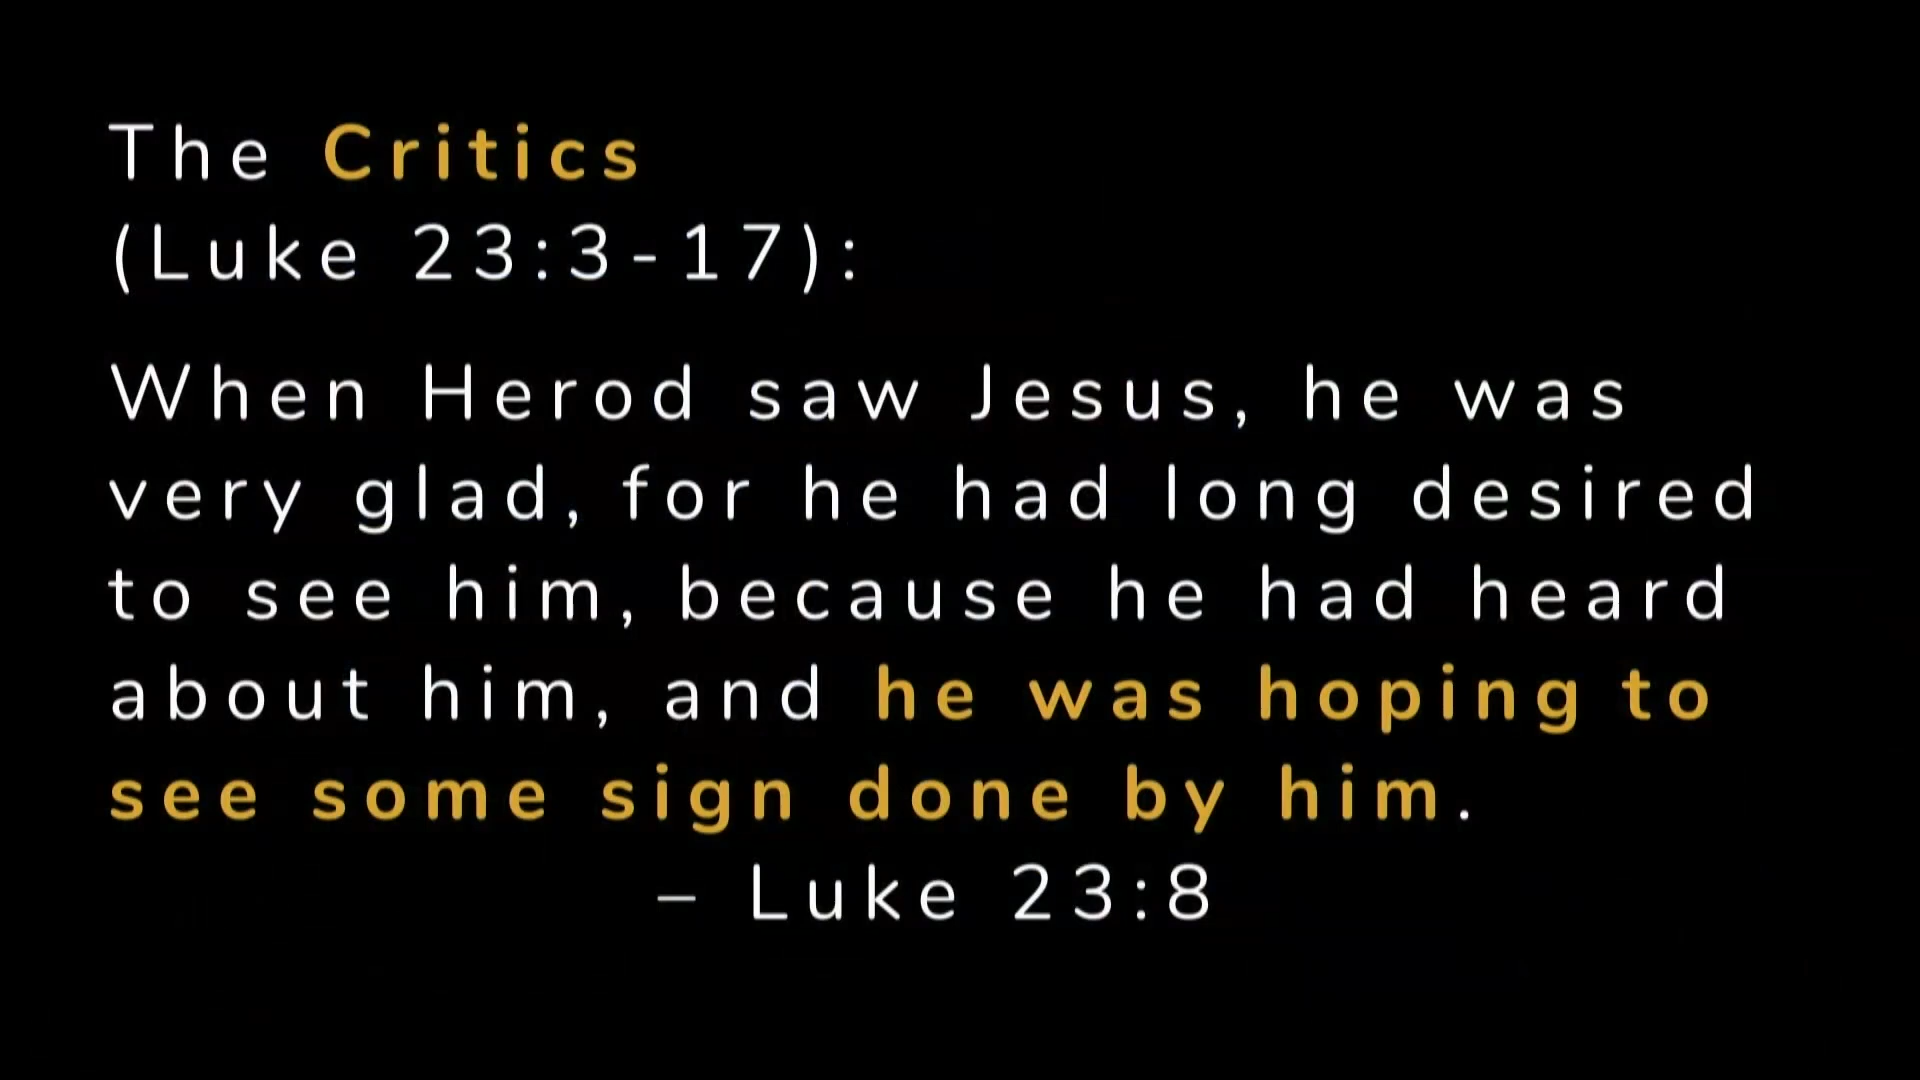 The Critics
(Luke 23:3-17):
When Herod saw Jesus, he was
very glad, for he had long desired
to see him, because he had heard
about him, and he was hoping to
see some sign done by him.
– Luke 23:8